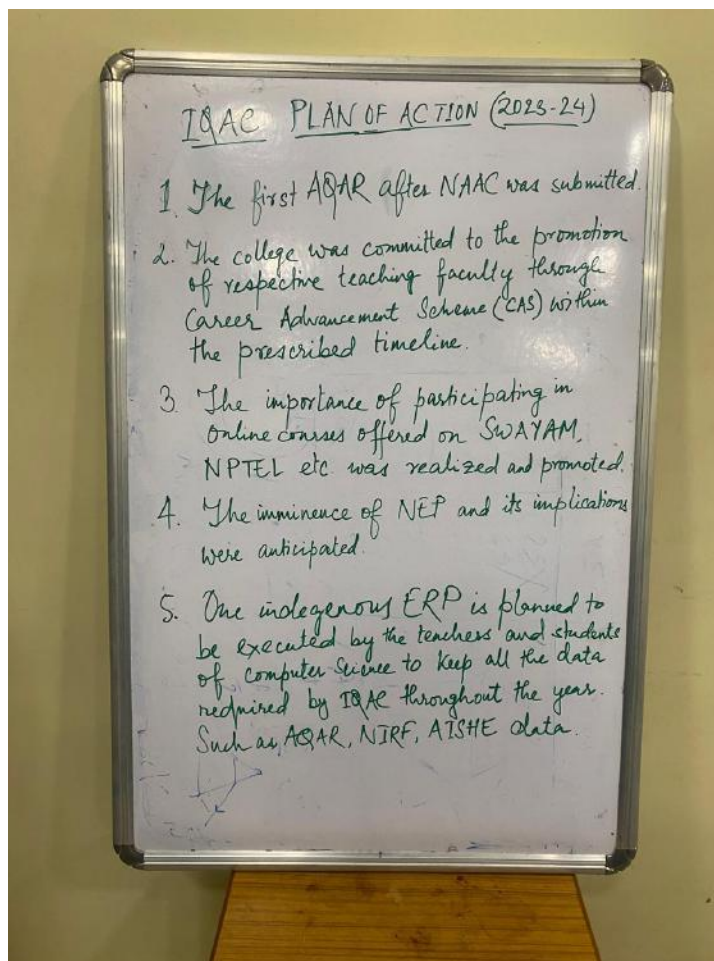 IQAC PLAN OF ACTION (2023-24)
1. The first AQAR after NAAC was submitted.
2. The college was committed to the promotion
of respective teaching faculty through
Career Advancement Scheme (CAS) within
the prescribed timeline.
3. The importance of participating in
online courses offered on SWAYAM,
NPTEL etc. was realized and promoted.
4. The imminence of NEP and its implications
were anticipated.
5. One indegenous ERP is planned to
be executed by the teachers and students
of computer science to keep all the data
required by IQAC throughout the year.
Such as, AQAR, NIRF, AISHE data.